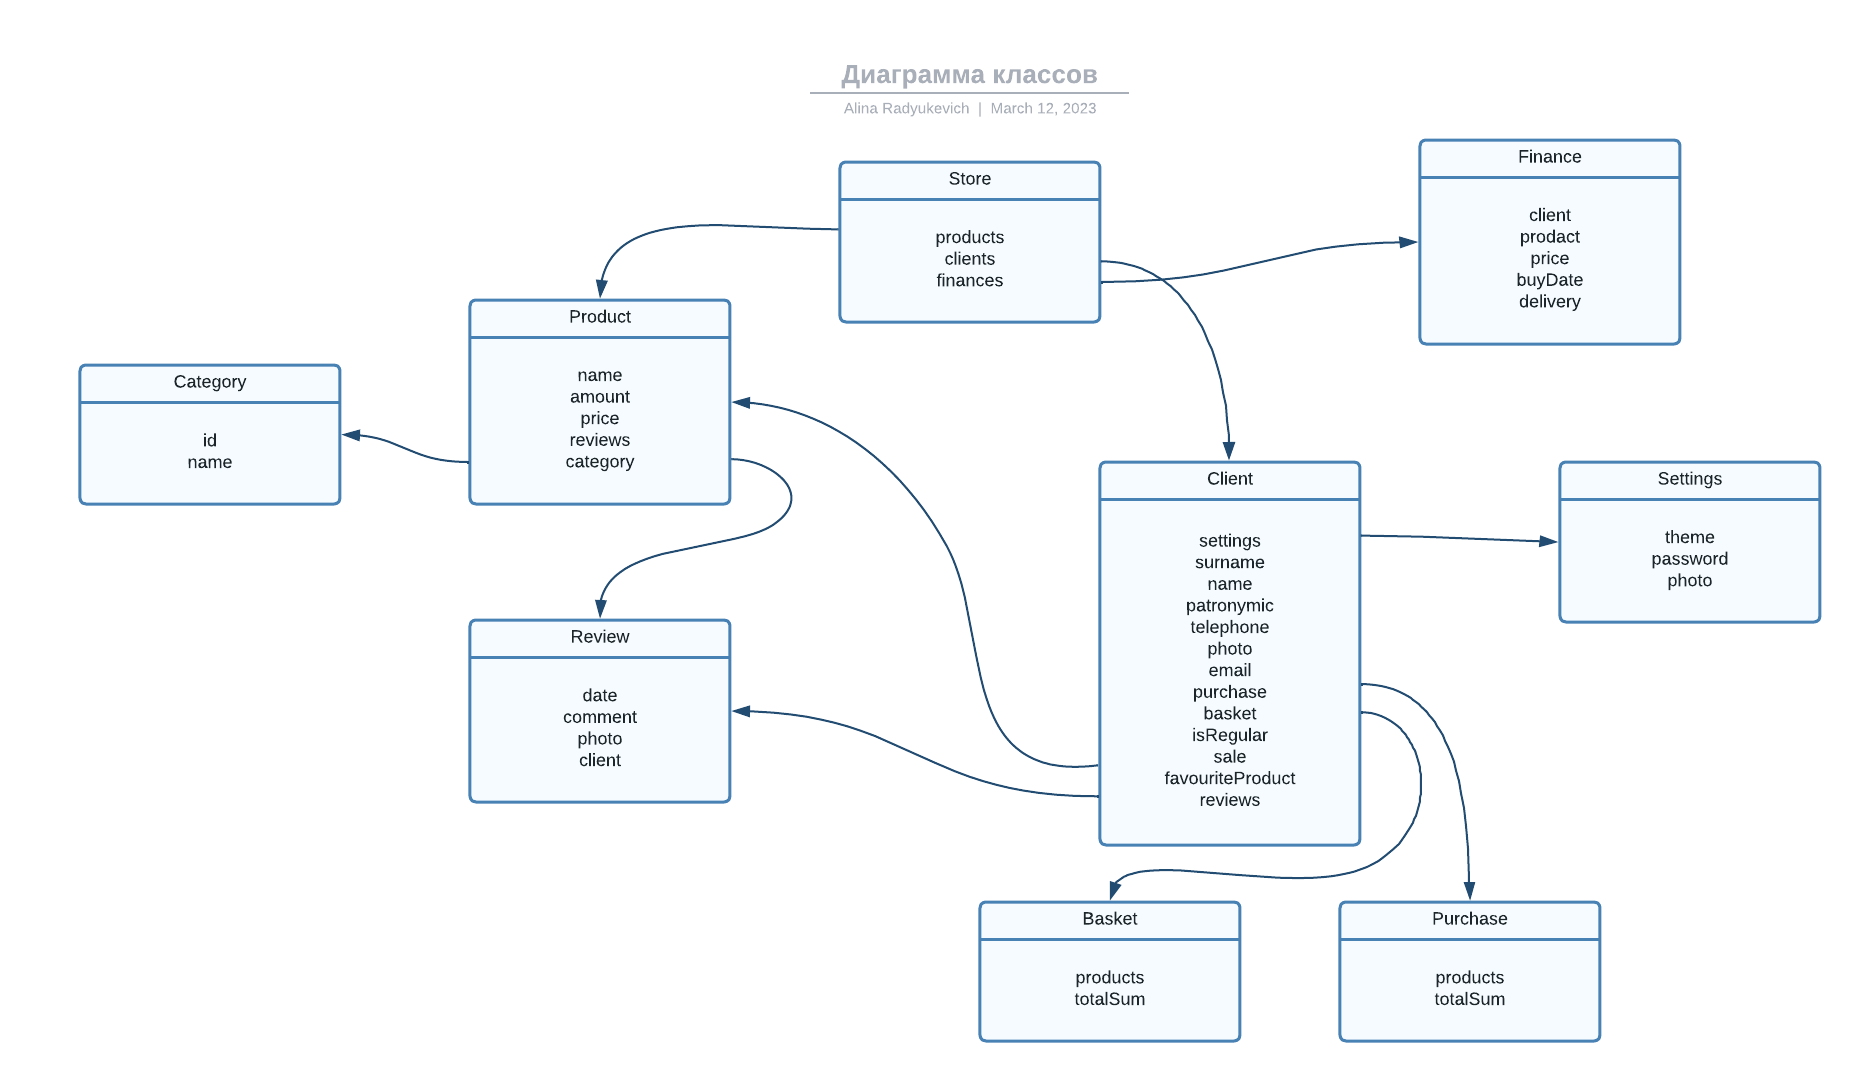 Диаграмма классов
Alina Radyukevich | March 12, 2023
Store
products
clients
finances
Finance
client
prodact
price
buyDate
delivery
Product
name
amount
price
reviews
category
Category
id
name
Client
settings
surname
name
patronymic
telephone
photo
email
purchase
basket
isRegular
sale
favouriteProduct
reviews
Settings
theme
password
photo
Review
date
comment
photo
client
Basket
products
totalSum
Purchase
products
totalSum